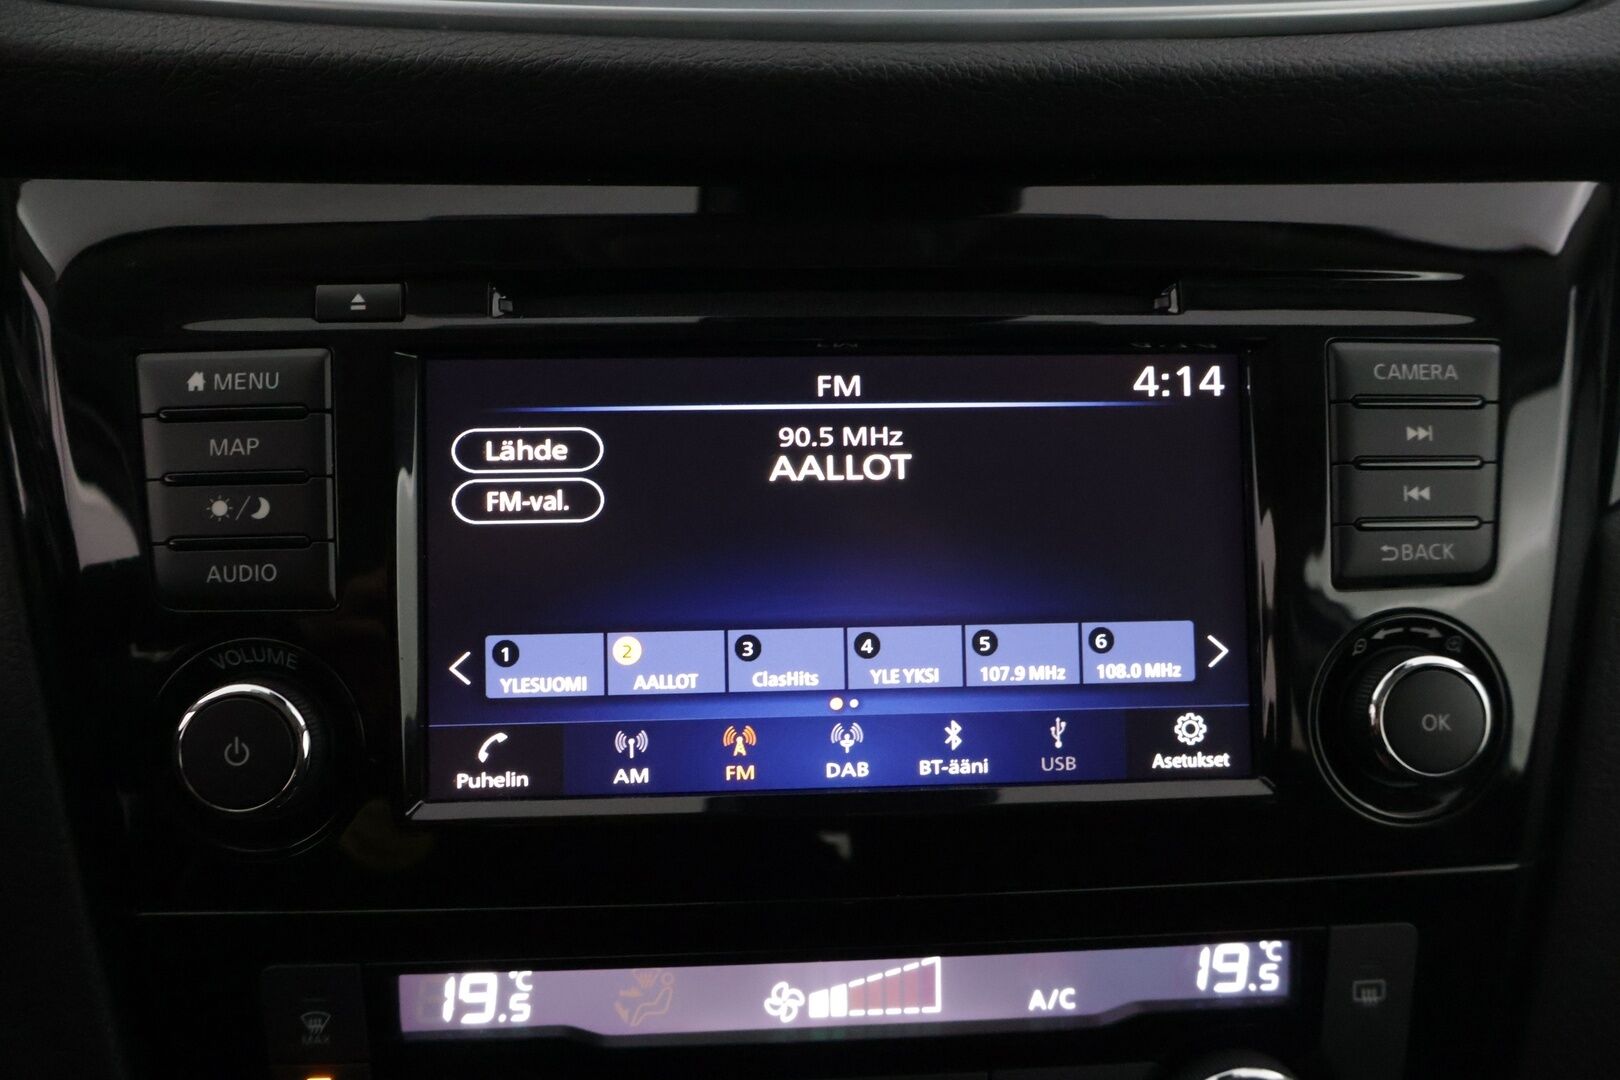 MENU
MAP
AUDIO
VOLUME
FM
4:14
Lähde
FM-val.
90.5 MHz
AALLOT
1
YLESUOMI
2
AALLOT
3
ClasHits
4
YLE YKSI
5
107.9 MHz
6
108.0 MHz
Puhelin
AM
FM
DAB
BT-ääni
USB
Asetukset
CAMERA
BACK
OK
19.5°C
A/C
19.5°C
MAX